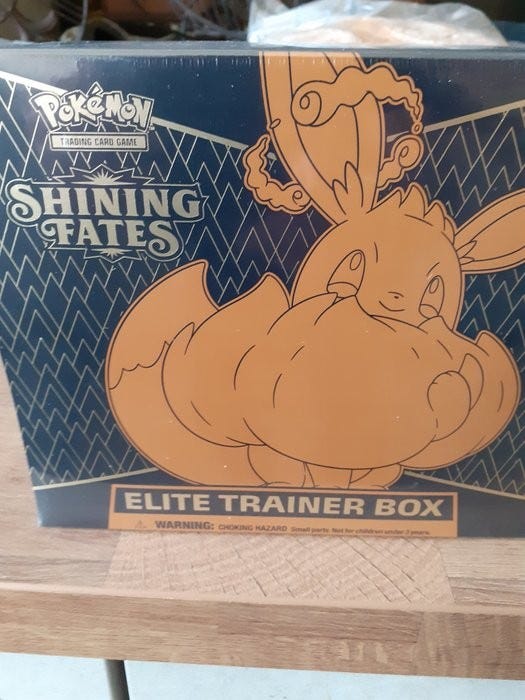 POKéMON
TRADING CARD GAME
SHINING
FATES
ELITE TRAINER BOX
⚠ WARNING: CHOKING HAZARD Small parts. Not for children under 3 years.